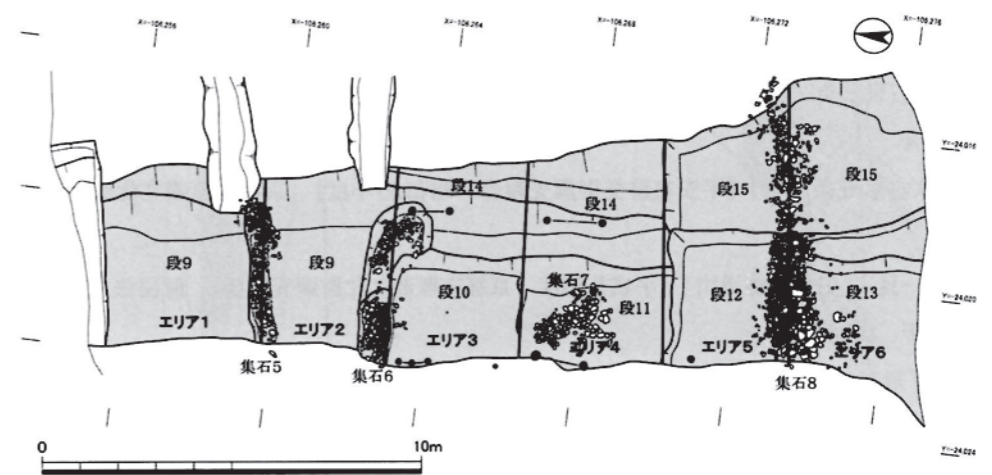 X=-106.256
X=-106.260
X=-106.264
X=-106.268
X=-106.272
X=-106.276
Y=-24.016
段14
段14
段15
段15
段9
段9
段10
集石7
段11
段12
段13
Y=-24.020
エリア1
エリア2
エリア3
エリア4
エリア5
エリア6
集石5
集石6
集石8
0
10m
Y=-24.024